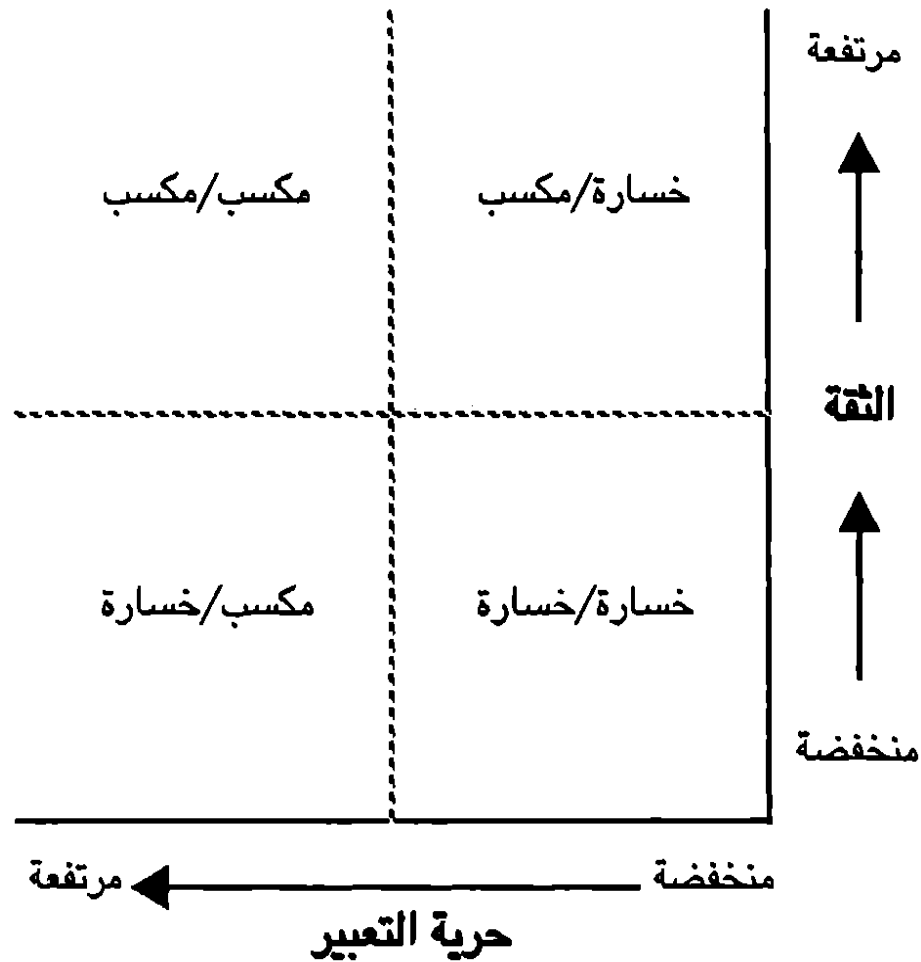 مرتفعة
خسارة/مكسب
مكسب/مكسب
الثقة
خسارة/خسارة
مكسب/خسارة
منخفضة
منخفضة
مرتفعة
حرية التعبير